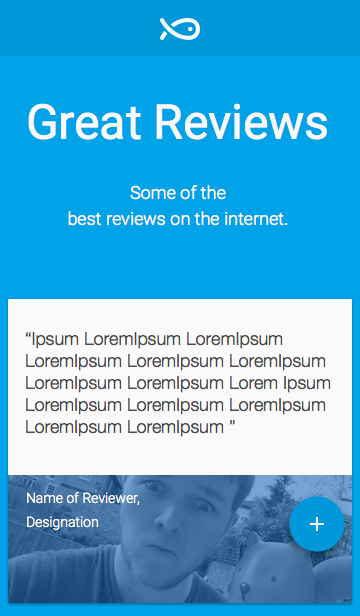 Great Reviews
Some of the
best reviews on the internet.
“Ipsum LoremIpsum LoremIpsum
LoremIpsum LoremIpsum LoremIpsum
LoremIpsum LoremIpsum Lorem Ipsum
LoremIpsum LoremIpsum LoremIpsum
LoremIpsum LoremIpsum ”
Name of Reviewer,
Designation